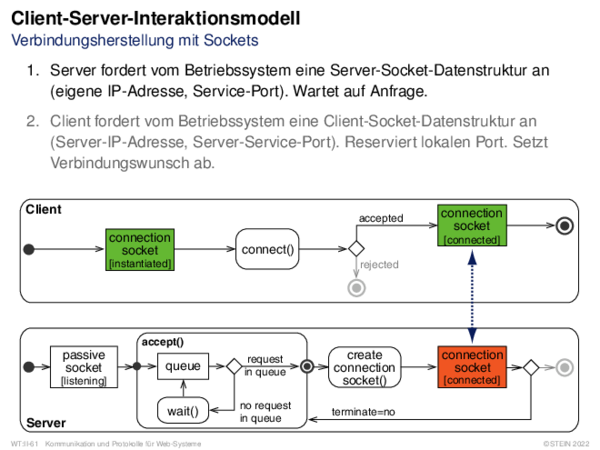 Client-Server-Interaktionsmodell
Verbindungsherstellung mit Sockets
1. Server fordert vom Betriebssystem eine Server-Socket-Datenstruktur an
(eigene IP-Adresse, Service-Port). Wartet auf Anfrage.
2. Client fordert vom Betriebssystem eine Client-Socket-Datenstruktur an
(Server-IP-Adresse, Server-Service-Port). Reserviert lokalen Port. Setzt
Verbindungswunsch ab.
Client
connection
socket
[instantiated]
connect()
accepted
rejected
connection
socket
[connected]
passive
socket
[listening]
accept()
queue
wait()
request
in queue
no request
in queue
create
connection
socket()
connection
socket
[connected]
terminate=no
Server
WT:II-61 Kommunikation und Protokolle für Web-Systeme
©STEIN 2022